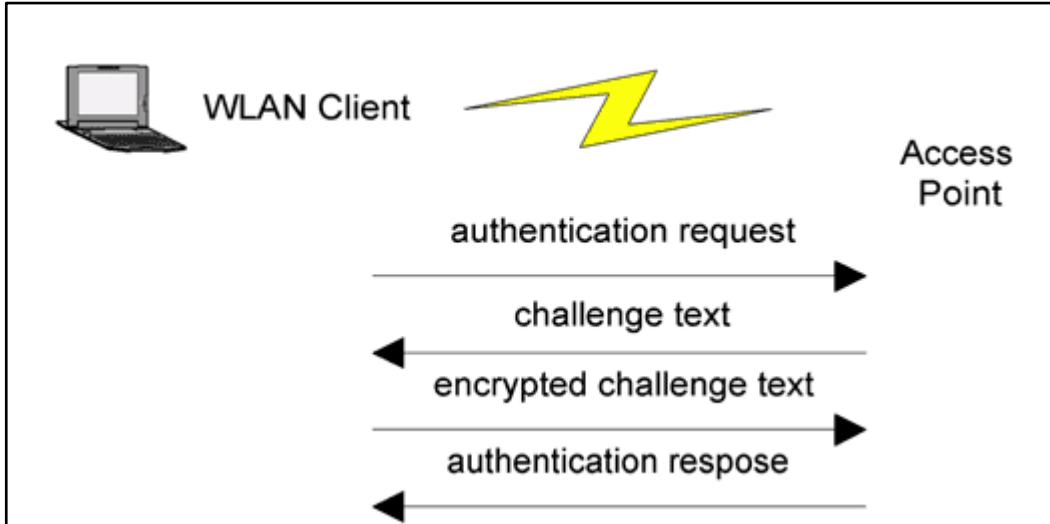 WLAN Client
Access
Point
authentication request
challenge text
encrypted challenge text
authentication respose